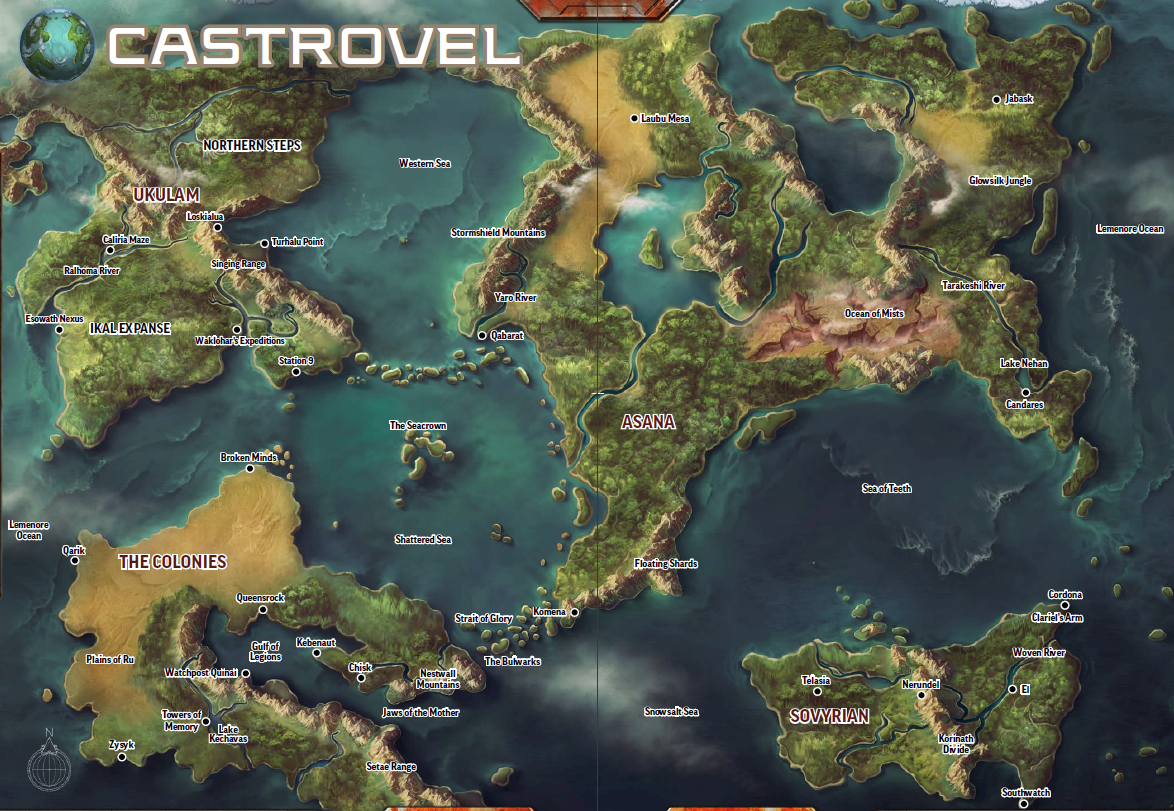 CASTROVEL
Laubu Mesa
Jabask
NORTHERN STEPS
Western Sea
Glowsilk Jungle
UKULAM
Loskialua
Lemenore Ocean
Stormshield Mountains
Caliria Maze
Turhalu Point
Singing Range
Ralhoma River
Tarakeshi River
Yaro River
Ocean of Mists
Esowath Nexus
IKAL EXPANSE
Waklohar's Expeditions
Qabarat
Station 9
Lake Nehan
Candares
The Seacrown
ASANA
Broken Minds
Sea of Teeth
Lemenore
Ocean
Qarik
Shattered Sea
THE COLONIES
Floating Shards
Queensrock
Cordona
Strait of Glory
Komena
Clariel's Arm
Gulf of
Legions
Kebenaut
Woven River
Plains of Ru
The Bulwarks
Watchpost Quinai
Chisk
Nestwall
Mountains
Telasia
Nerundel
El
Towers of
Memory
Jaws of the Mother
Snowsalt Sea
SOVYRIAN
Lake
Kechavas
Korinath
Divide
Zysyk
N
Setae Range
Southwatch